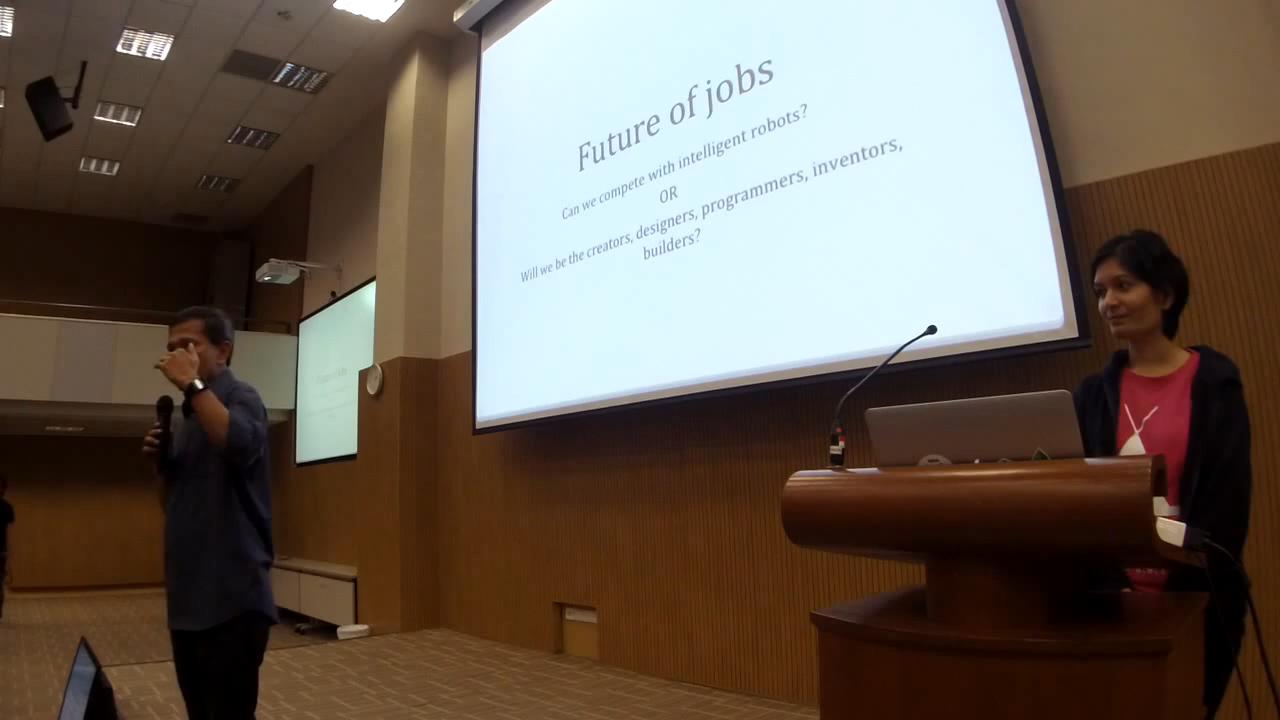 Future of jobs
Can we compete with intelligent robots?
OR
Will we be the creators, designers, programmers, inventors,
builders?